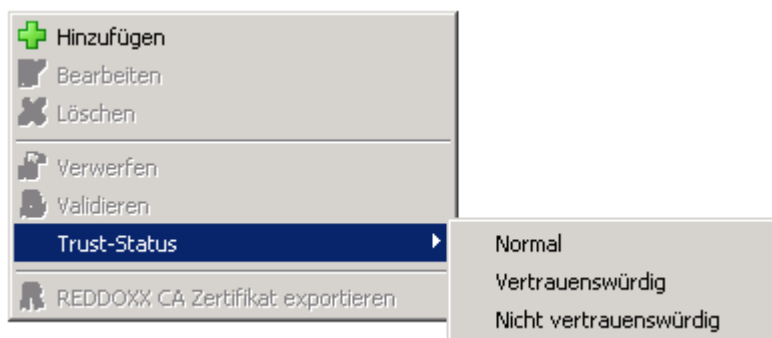 Hinzufügen
Bearbeiten
Löschen
Verwerfen
Validieren
Trust-Status
Normal
Vertrauenswürdig
Nicht vertrauenswürdig
REDDOXX CA Zertifikat exportieren